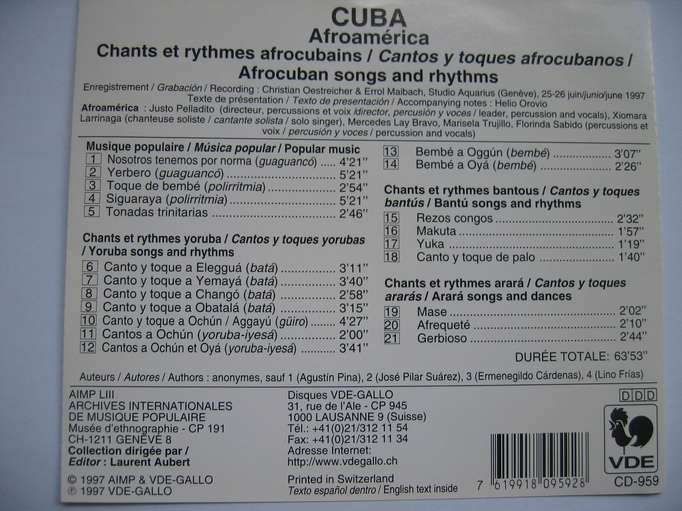 CUBA
Afroamérica
Chants et rythmes afrocubains / Cantos y toques afrocubanos /
Afrocuban songs and rhythms
Enregistrement / Grabación / Recording : Christian Oestreicher & Errol Maibach, Studio Aquarius (Genève), 25-26 juin/junio/june 1997
Texte de présentation / Texto de presentación / Accompanying notes : Helio Orovio
Afroamérica : Justo Pelladito (directeur, percussions et voix /director, percusión y voces / leader, percussion and vocals), Xiomara
Larrinaga (chanteuse soliste / cantante solista / solo singer), Mercedes Lay Bravo, Marisela Trujillo, Florinda Sabido (percussions et
voix / percusión y voces / percussion and vocals)
Musique populaire / Música popular / Popular music
1 Nosotros tenemos por norma (guaguancó) ..... 4'21"
2 Yerbero (guaguancó) ..... 5'21"
3 Toque de bembé (polirritmia) ..... 2'54"
4 Siguaraya (polirritmia) ..... 5'21"
5 Tonadas trinitarias ..... 2'46"
Chants et rythmes yoruba / Cantos y toques yorubas
/ Yoruba songs and rhythms
6 Canto y toque a Elegguá (batá) ..... 3'11"
7 Canto y toque a Yemayá (batá) ..... 3'40"
8 Canto y toque a Changó (batá) ..... 2'58"
9 Canto y toque a Obatalá (batá) ..... 3'15"
10 Canto y toque a Ochún / Aggayú (güiro) ..... 4'27"
11 Cantos a Ochún (yoruba-iyesá) ..... 2'00"
12 Cantos a Ochún et Oyá (yoruba-iyesá) ..... 3'41"
13 Bembé a Oggún (bembé) ..... 3'07"
14 Bembé a Oyá (bembé) ..... 2'26"
Chants et rythmes bantous / Cantos y toques
bantús / Bantú songs and rhythms
15 Rezos congos ..... 2'32"
16 Makuta ..... 1'57"
17 Yuka ..... 1'19"
18 Canto y toque de palo ..... 1'40"
Chants et rythmes arará / Cantos y toques
ararás / Arará songs and dances
19 Mase ..... 2'02"
20 Afrequeté ..... 2'10"
21 Gerbioso ..... 2'44"
DURÉE TOTALE: 63'53"
Auteurs / Autores / Authors : anonymes, sauf 1 (Agustín Pina), 2 (José Pilar Suárez), 3 (Ermenegildo Cárdenas), 4 (Lino Frías)
AIMP LIII
ARCHIVES INTERNATIONALES
DE MUSIQUE POPULAIRE
Musée d'ethnographie - CP 191
CH-1211 GENÈVE 8
Collection dirigée par /
Editor : Laurent Aubert
© 1997 AIMP & VDE-GALLO
℗ 1997 VDE-GALLO
Disques VDE-GALLO
31, rue de l'Ale - CP 945
1000 LAUSANNE 9 (Suisse)
Tél.: +41(0)21/312 11 54
Fax: +41(0)21/312 11 34
Adresse Internet:
http://www.vdegallo.ch
Printed in Switzerland
Texto español dentro / English text inside
7 619918 095928
DDD
VDE
CD-959